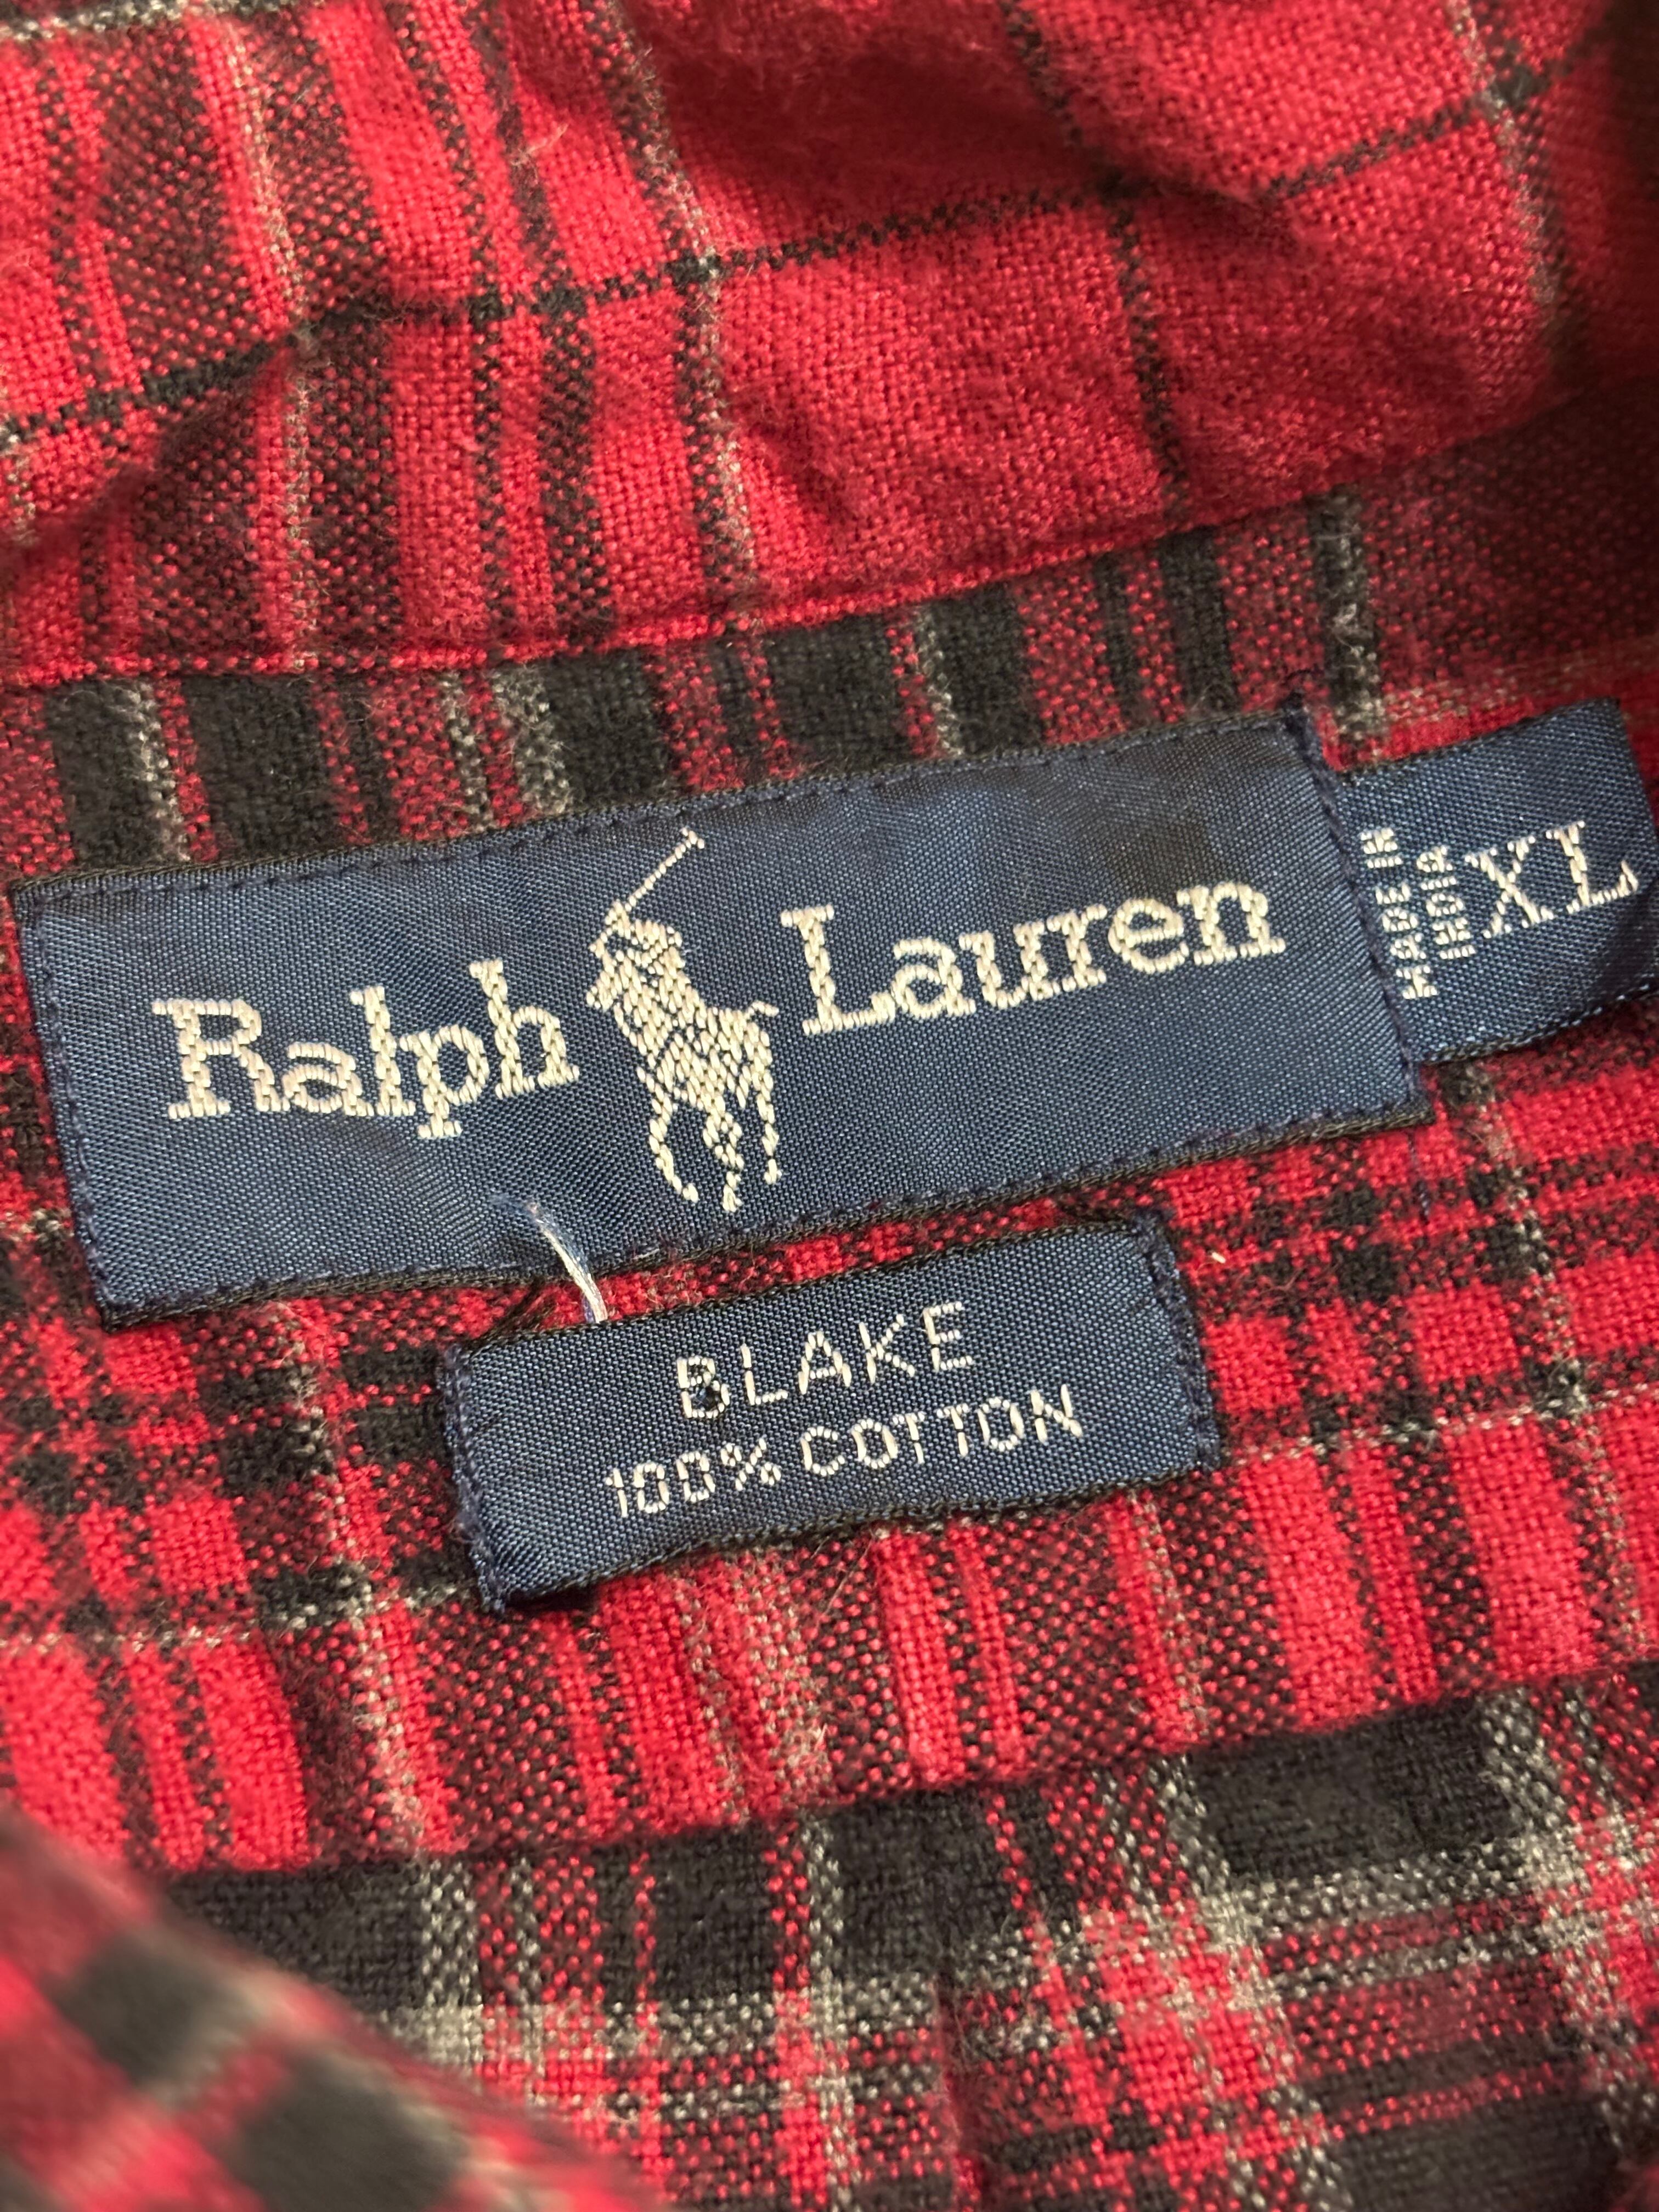 Ralph Lauren
MADE IN
INDIA
XL
BLAKE
100% COTTON